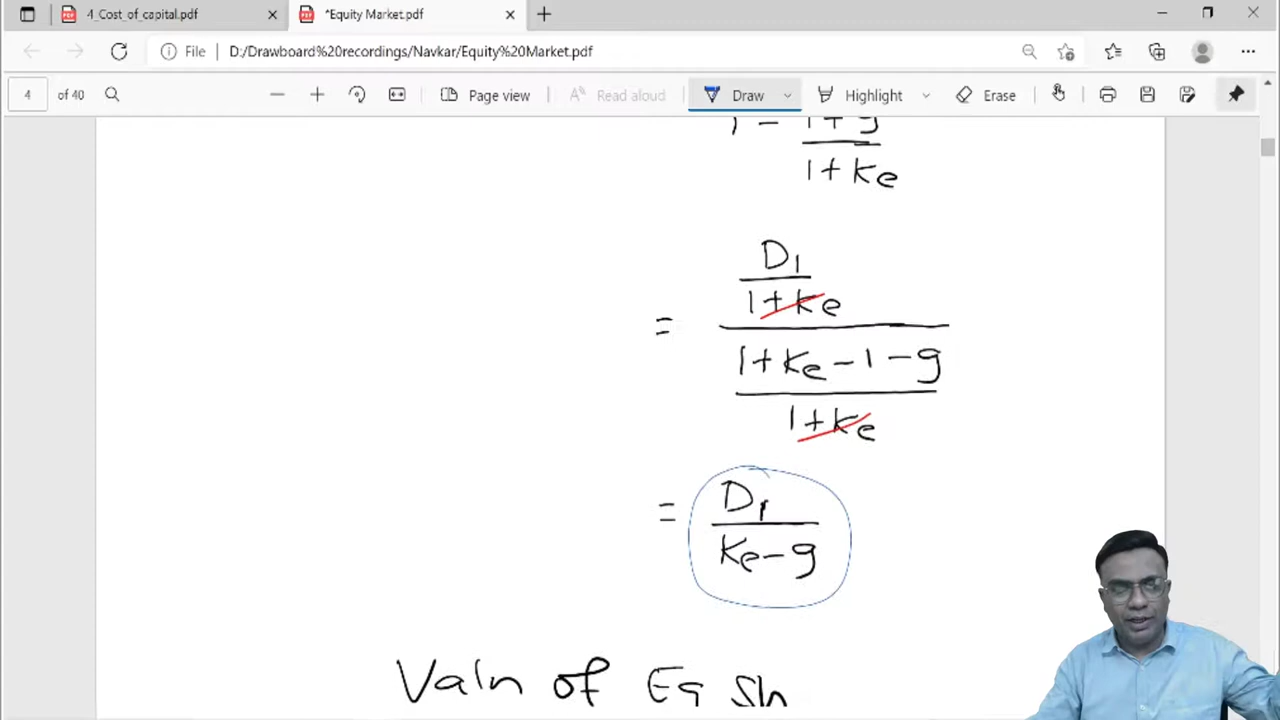 4_Cost_of_capital.pdf
*Equity Market.pdf
File D:/Drawboard%20recordings/Navkar/Equity%20Market.pdf
4 of 40 Page view Read aloud Draw Highlight Erase
1 - 1+g
1+Ke
D1
1+Ke
=
1+Ke-1-g
1+Ke
= D1
Ke-g
Valn of Eq Sh